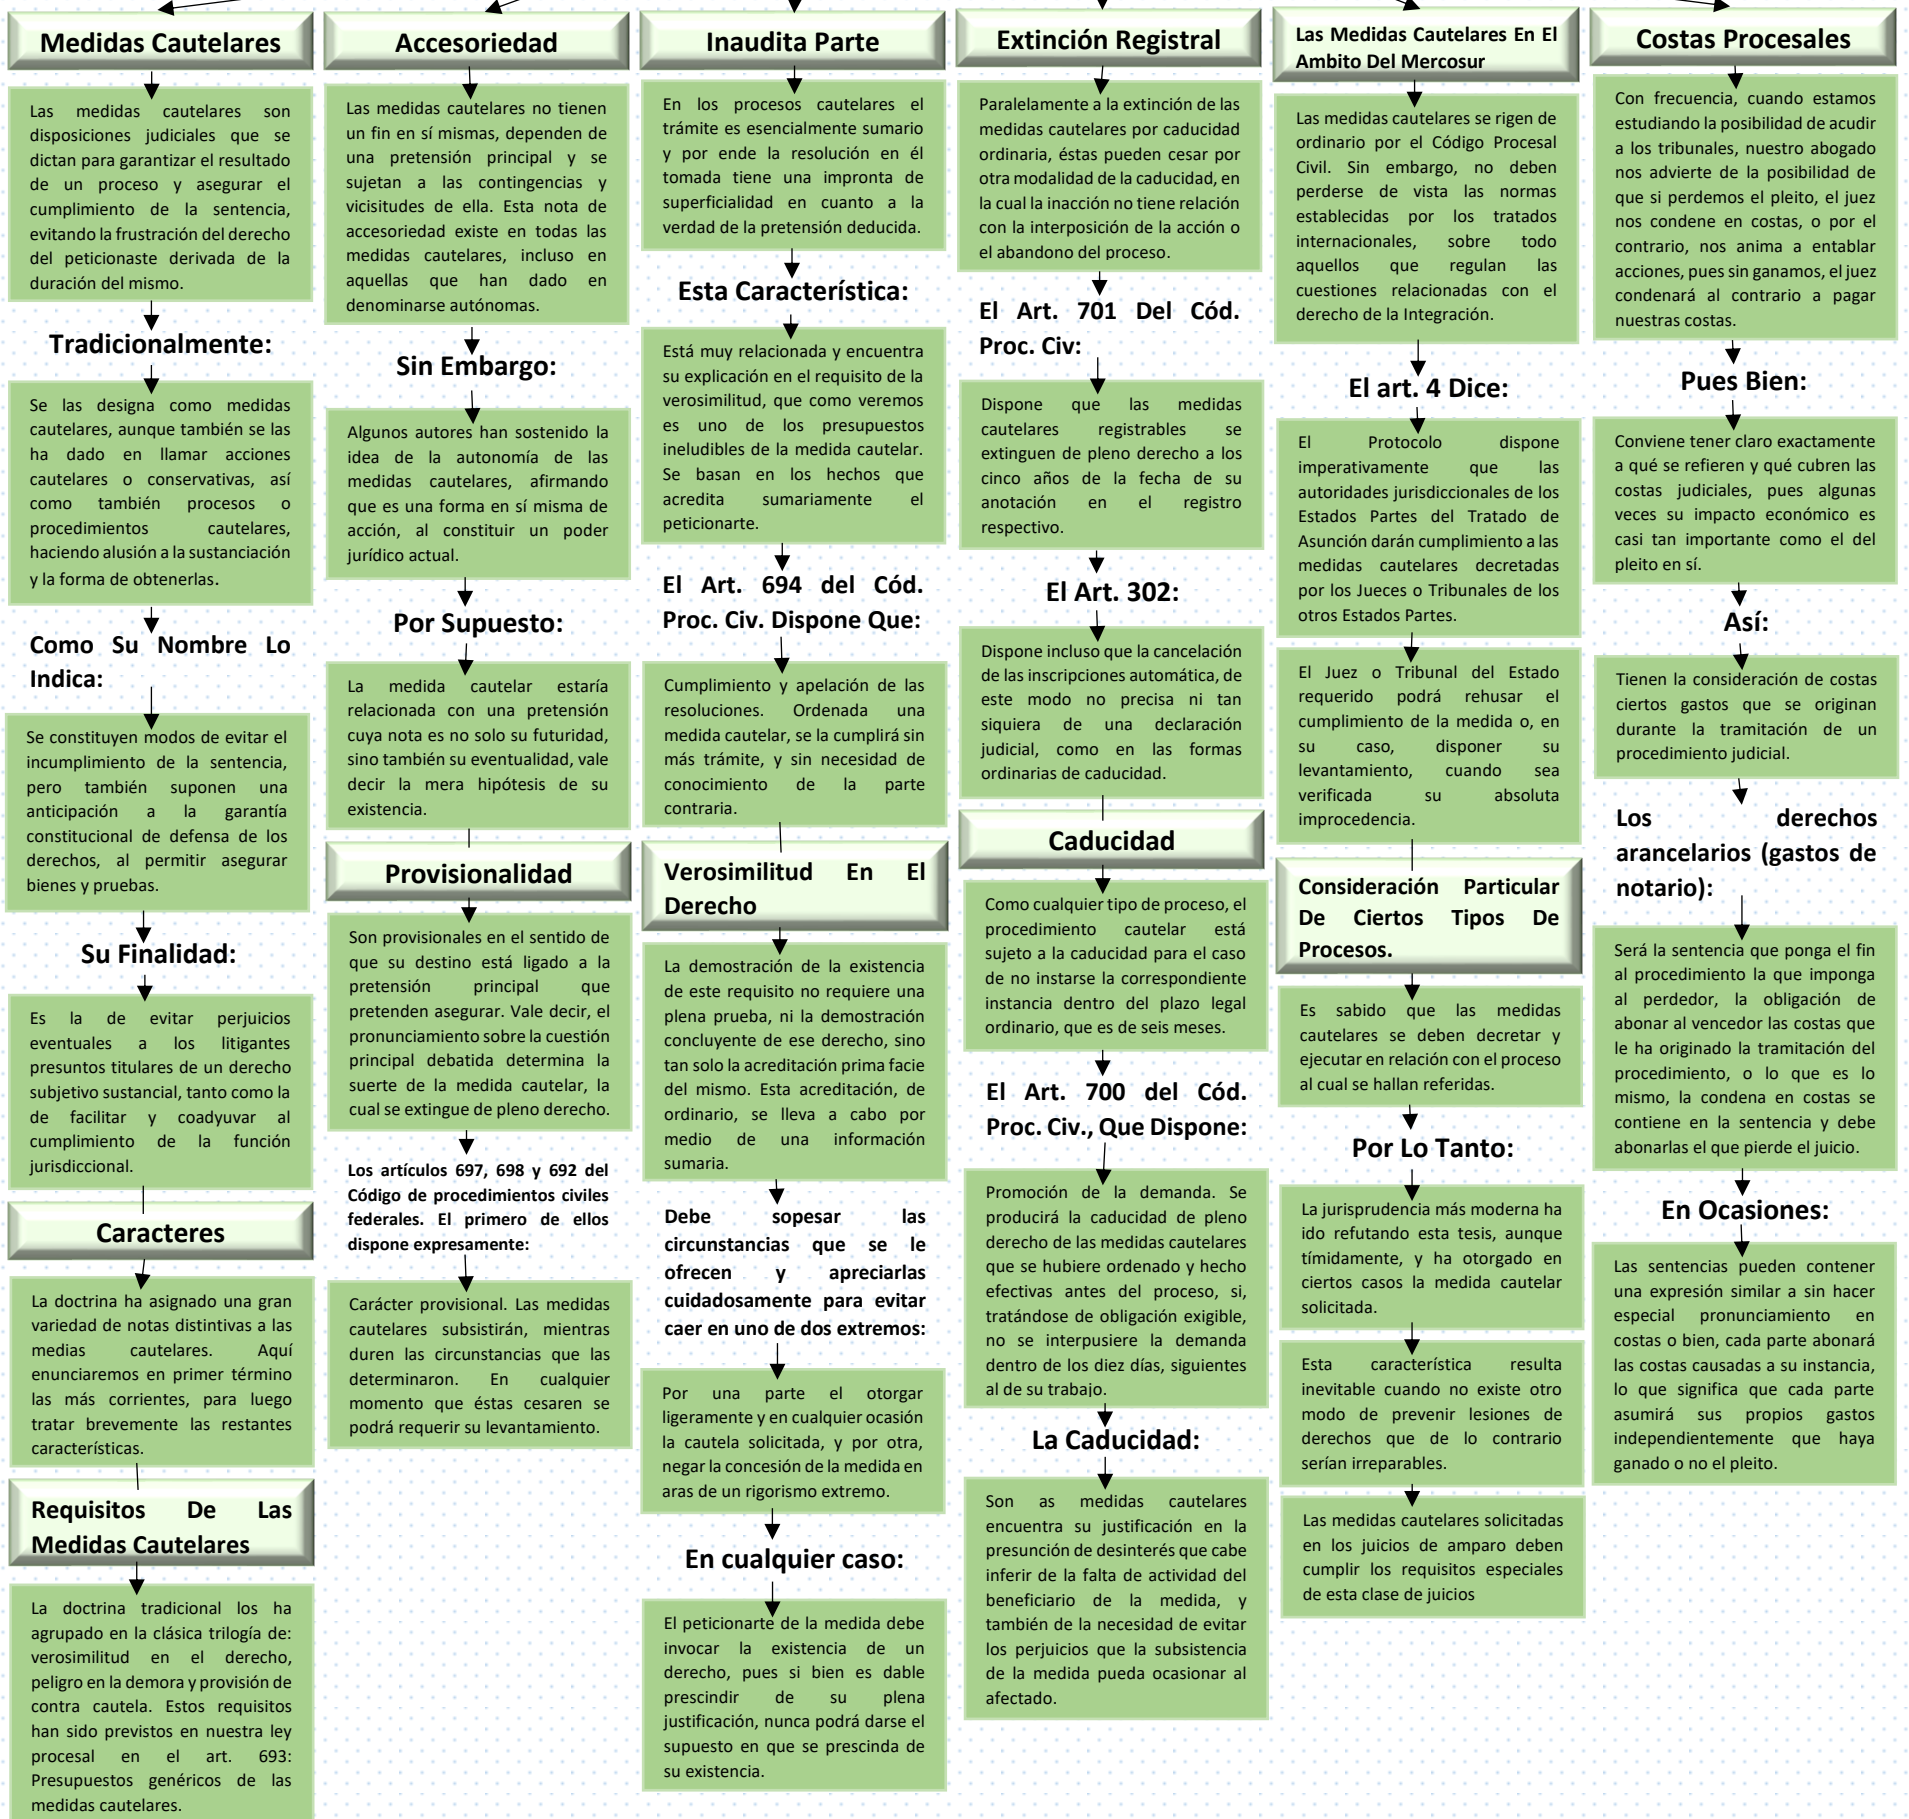 Medidas Cautelares
Las medidas cautelares son
disposiciones judiciales que se
dictan para garantizar el resultado
de un proceso y asegurar el
cumplimiento de la sentencia,
evitando la frustración del derecho
del peticionaste derivada de la
duración del mismo.
Tradicionalmente:
Se las designa como medidas
cautelares, aunque también se las
ha dado en llamar acciones
cautelares o conservativas, así
como también procesos o
procedimientos cautelares,
haciendo alusión a la sustanciación
y la forma de obtenerlas.
Como Su Nombre Lo
Indica:
Se constituyen modos de evitar el
incumplimiento de la sentencia,
pero también suponen una
anticipación a la garantía
constitucional de defensa de los
derechos, al permitir asegurar
bienes y pruebas.
Su Finalidad:
Es la de evitar perjuicios
eventuales a los litigantes
presuntos titulares de un derecho
subjetivo sustancial, tanto como la
de facilitar y coadyuvar al
cumplimiento de la función
jurisdiccional.
Caracteres
La doctrina ha asignado una gran
variedad de notas distintivas a las
medias cautelares. Aquí
enunciaremos en primer término
las más corrientes, para luego
tratar brevemente las restantes
características.
Requisitos De Las
Medidas Cautelares
La doctrina tradicional los ha
agrupado en la clásica trilogía de:
verosimilitud en el derecho,
peligro en la demora y provisión de
contra cautela. Estos requisitos
han sido previstos en nuestra ley
procesal en el art. 693:
Presupuestos genéricos de las
medidas cautelares.
Accesoriedad
Las medidas cautelares no tienen
un fin en sí mismas, dependen de
una pretensión principal y se
sujetan a las contingencias y
vicisitudes de ella. Esta nota de
accesoriedad existe en todas las
medidas cautelares, incluso en
aquellas que han dado en
denominarse autónomas.
Sin Embargo:
Algunos autores han sostenido la
idea de la autonomía de las
medidas cautelares, afirmando
que es una forma en sí misma de
acción, al constituir un poder
jurídico actual.
Por Supuesto:
La medida cautelar estaría
relacionada con una pretensión
cuya nota es no solo su futuridad,
sino también su eventualidad, vale
decir la mera hipótesis de su
existencia.
Provisionalidad
Son provisionales en el sentido de
que su destino está ligado a la
pretensión principal que
pretenden asegurar. Vale decir, el
pronunciamiento sobre la cuestión
principal debatida determina la
suerte de la medida cautelar, la
cual se extingue de pleno derecho.
Los artículos 697, 698 y 692 del
Código de procedimientos civiles
federales. El primero de ellos
dispone expresamente:
Carácter provisional. Las medidas
cautelares subsistirán, mientras
duren las circunstancias que las
determinaron. En cualquier
momento que éstas cesaren se
podrá requerir su levantamiento.
Inaudita Parte
En los procesos cautelares el
trámite es esencialmente sumario
y por ende la resolución en él
tomada tiene una impronta de
superficialidad en cuanto a la
verdad de la pretensión deducida.
Esta Característica:
Está muy relacionada y encuentra
su explicación en el requisito de la
verosimilitud, que como veremos
es uno de los presupuestos
ineludibles de la medida cautelar.
Se basan en los hechos que
acredita sumariamente el
peticionarte.
El Art. 694 del Cód.
Proc. Civ. Dispone Que:
Cumplimiento y apelación de las
resoluciones. Ordenada una
medida cautelar, se la cumplirá sin
más trámite, y sin necesidad de
conocimiento de la parte
contraria.
Verosimilitud En El
Derecho
La demostración de la existencia
de este requisito no requiere una
plena prueba, ni la demostración
concluyente de ese derecho, sino
tan solo la acreditación prima facie
del mismo. Esta acreditación, de
ordinario, se lleva a cabo por
medio de una información
sumaria.
Debe sopesar las
circunstancias que se le
ofrecen y apreciarlas
cuidadosamente para evitar
caer en uno de dos extremos:
Por una parte el otorgar
ligeramente y en cualquier ocasión
la cautela solicitada, y por otra,
negar la concesión de la medida en
aras de un rigorismo extremo.
En cualquier caso:
El peticionarte de la medida debe
invocar la existencia de un
derecho, pues si bien es dable
prescindir de su plena
justificación, nunca podrá darse el
supuesto en que se prescinda de
su existencia.
Extinción Registral
Paralelamente a la extinción de las
medidas cautelares por caducidad
ordinaria, éstas pueden cesar por
otra modalidad de la caducidad, en
la cual la inacción no tiene relación
con la interposición de la acción o
el abandono del proceso.
El Art. 701 Del Cód.
Proc. Civ:
Dispone que las medidas
cautelares registrables se
extinguen de pleno derecho a los
cinco años de la fecha de su
anotación en el registro
respectivo.
El Art. 302:
Dispone incluso que la cancelación
de las inscripciones automática, de
este modo no precisa ni tan
siquiera de una declaración
judicial, como en las formas
ordinarias de caducidad.
Caducidad
Como cualquier tipo de proceso, el
procedimiento cautelar está
sujeto a la caducidad para el caso
de no instarse la correspondiente
instancia dentro del plazo legal
ordinario, que es de seis meses.
El Art. 700 del Cód.
Proc. Civ., Que Dispone:
Promoción de la demanda. Se
producirá la caducidad de pleno
derecho de las medidas cautelares
que se hubiere ordenado y hecho
efectivas antes del proceso, si,
tratándose de obligación exigible,
no se interpusiere la demanda
dentro de los diez días, siguientes
al de su trabajo.
La Caducidad:
Son as medidas cautelares
encuentra su justificación en la
presunción de desinterés que cabe
inferir de la falta de actividad del
beneficiario de la medida, y
también de la necesidad de evitar
los perjuicios que la subsistencia
de la medida pueda ocasionar al
afectado.
Las Medidas Cautelares En El
Ambito Del Mercosur
Las medidas cautelares se rigen de
ordinario por el Código Procesal
Civil. Sin embargo, no deben
perderse de vista las normas
establecidas por los tratados
internacionales, sobre todo
aquellos que regulan las
cuestiones relacionadas con el
derecho de la Integración.
El art. 4 Dice:
El Protocolo dispone
imperativamente que las
autoridades jurisdiccionales de los
Estados Partes del Tratado de
Asunción darán cumplimiento a las
medidas cautelares decretadas
por los Jueces o Tribunales de los
otros Estados Partes.
El Juez o Tribunal del Estado
requerido podrá rehusar el
cumplimiento de la medida o, en
su caso, disponer su
levantamiento, cuando sea
verificada su absoluta
improcedencia.
Consideración Particular
De Ciertos Tipos De
Procesos.
Es sabido que las medidas
cautelares se deben decretar y
ejecutar en relación con el proceso
al cual se hallan referidas.
Por Lo Tanto:
La jurisprudencia más moderna ha
ido refutando esta tesis, aunque
tímidamente, y ha otorgado en
ciertos casos la medida cautelar
solicitada.
Esta característica resulta
inevitable cuando no existe otro
modo de prevenir lesiones de
derechos que de lo contrario
serían irreparables.
Las medidas cautelares solicitadas
en los juicios de amparo deben
cumplir los requisitos especiales
de esta clase de juicios
Costas Procesales
Con frecuencia, cuando estamos
estudiando la posibilidad de acudir
a los tribunales, nuestro abogado
nos advierte de la posibilidad de
que si perdemos el pleito, el juez
nos condene en costas, o por el
contrario, nos anima a entablar
acciones, pues sin ganamos, el juez
condenará al contrario a pagar
nuestras costas.
Pues Bien:
Conviene tener claro exactamente
a qué se refieren y qué cubren las
costas judiciales, pues algunas
veces su impacto económico es
casi tan importante como el del
pleito en sí.
Así:
Tienen la consideración de costas
ciertos gastos que se originan
durante la tramitación de un
procedimiento judicial.
Los derechos
arancelarios (gastos de
notario):
Será la sentencia que ponga el fin
al procedimiento la que imponga
al perdedor, la obligación de
abonar al vencedor las costas que
le ha originado la tramitación del
procedimiento, o lo que es lo
mismo, la condena en costas se
contiene en la sentencia y debe
abonarlas el que pierde el juicio.
En Ocasiones:
Las sentencias pueden contener
una expresión similar a sin hacer
especial pronunciamiento en
costas o bien, cada parte abonará
las costas causadas a su instancia,
lo que significa que cada parte
asumirá sus propios gastos
independientemente que haya
ganado o no el pleito.